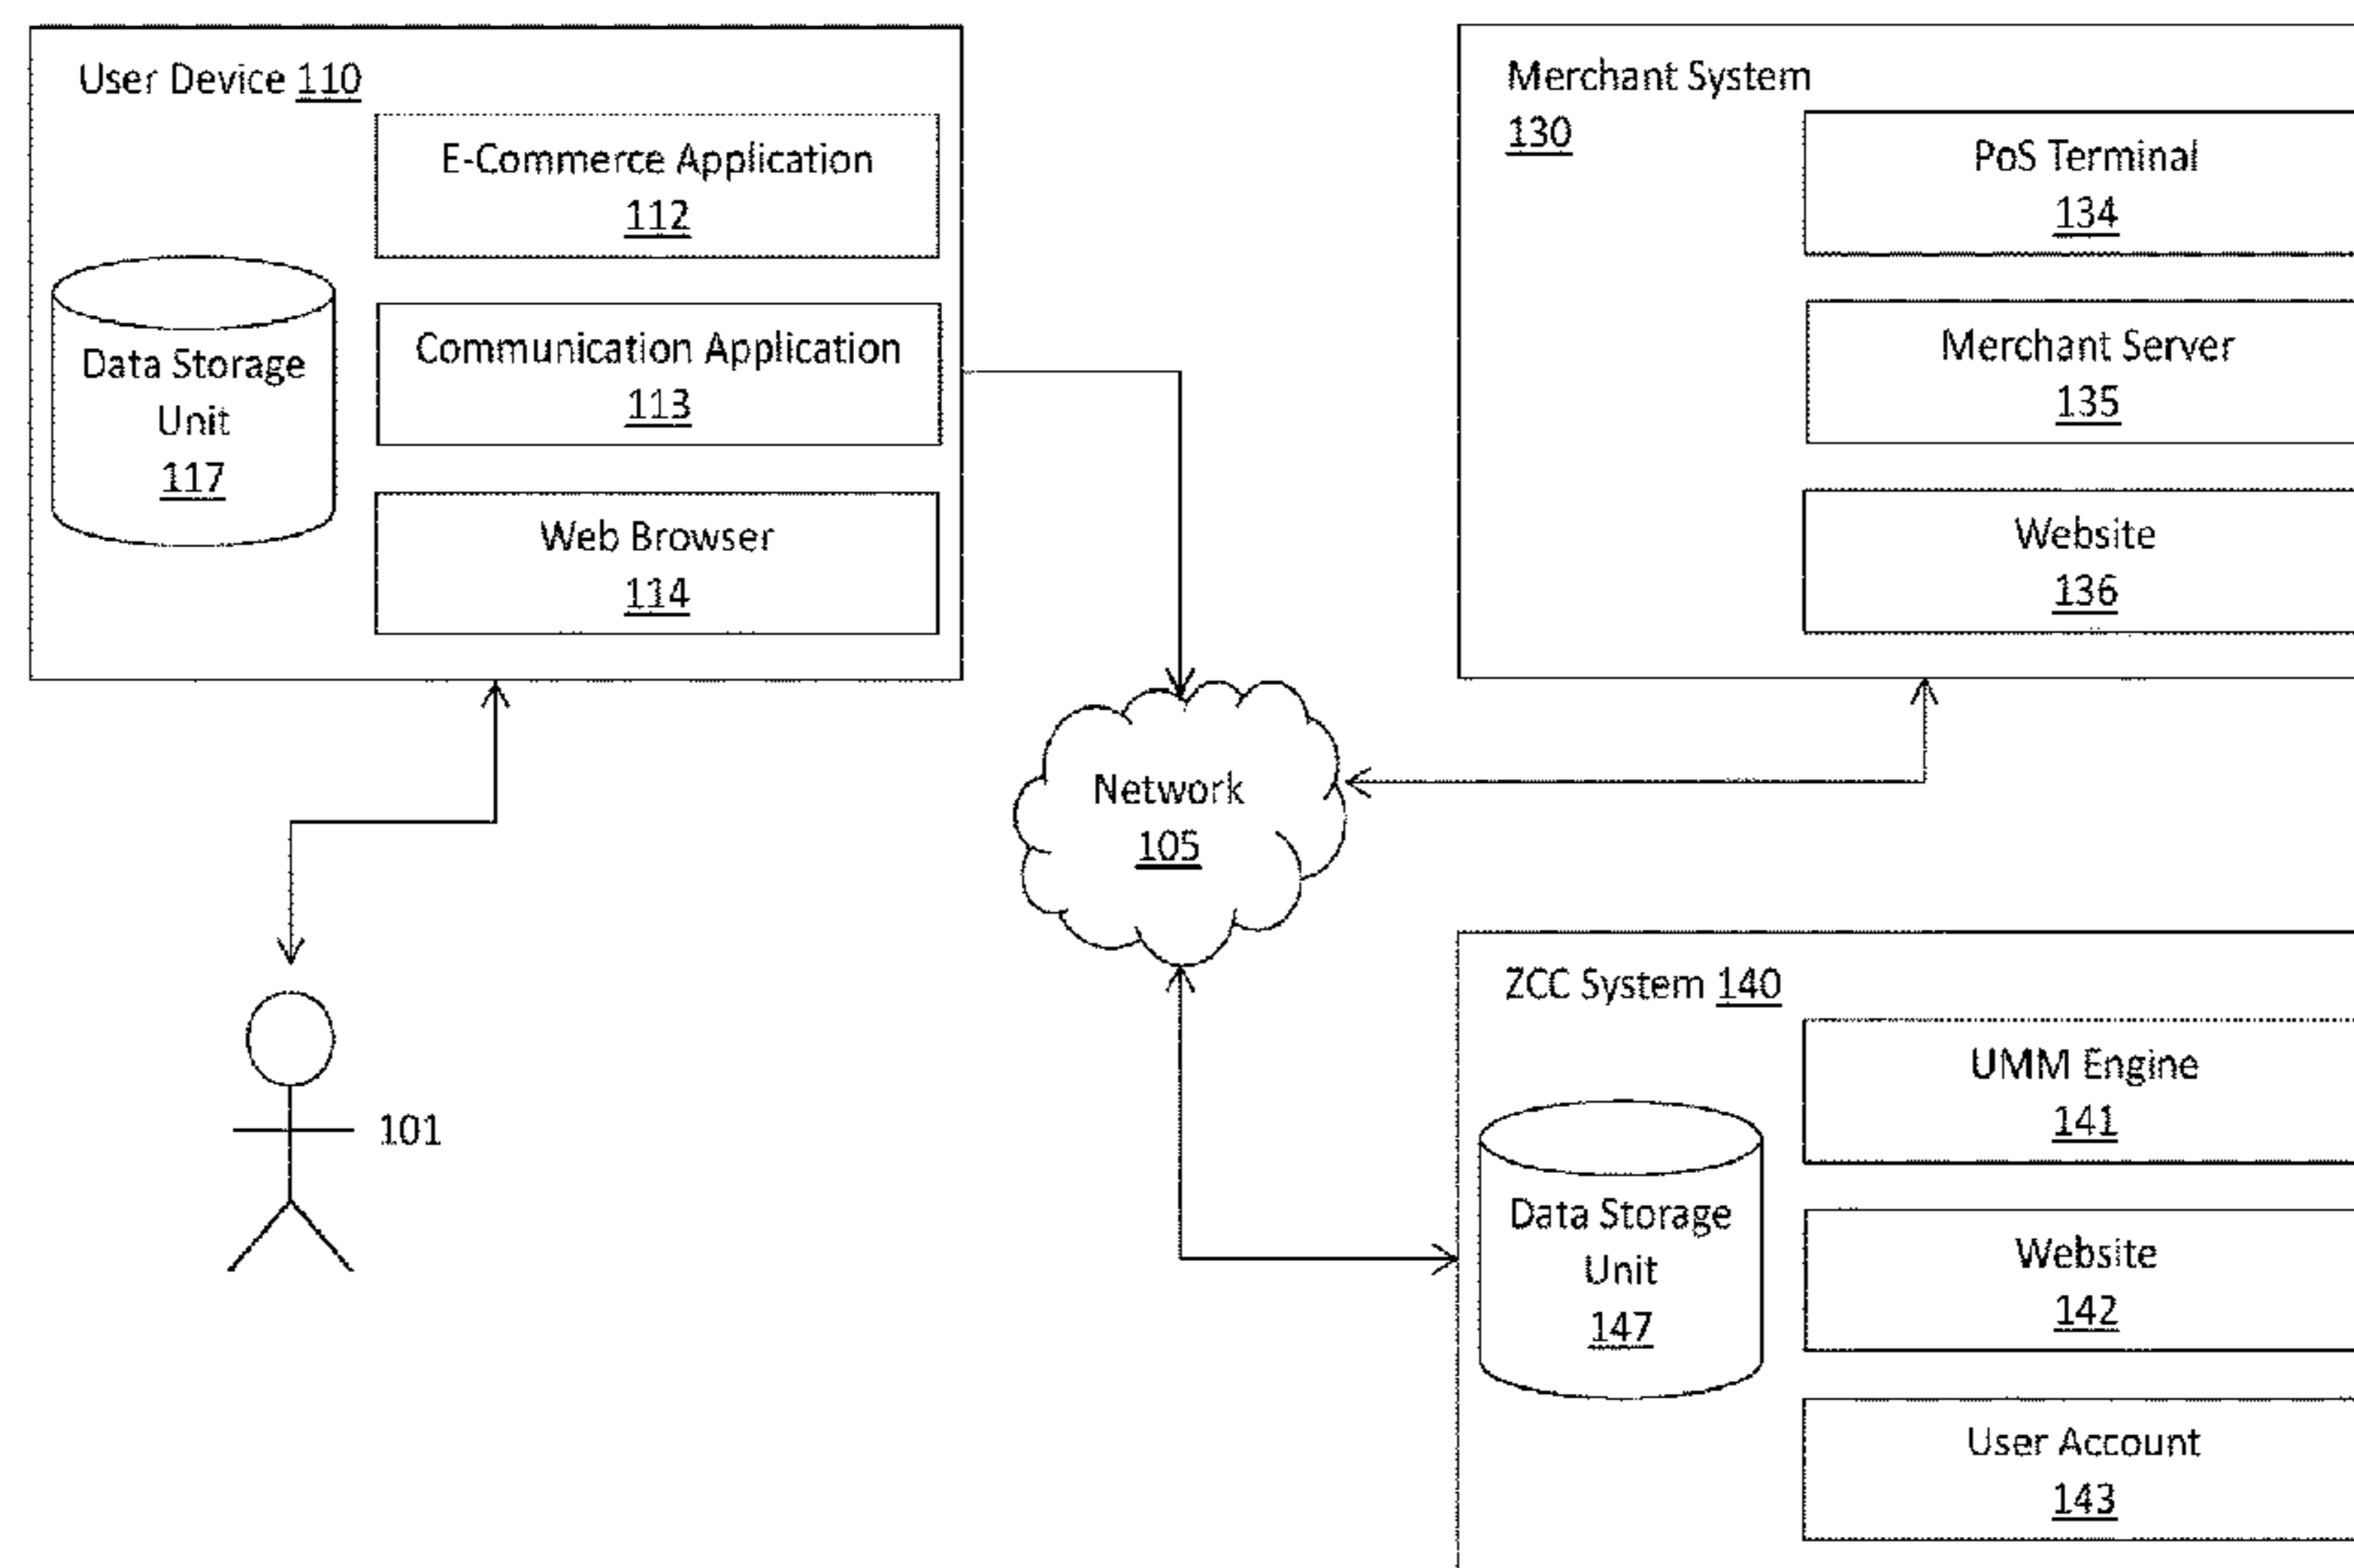 User Device 110
E-Commerce Application
112
Data Storage
Unit
117
Communication Application
113
Web Browser
114
Merchant System
130
PoS Terminal
134
Merchant Server
135
Website
136
Network
105
101
ZCC System 140
UMM Engine
141
Data Storage
Unit
147
Website
142
User Account
143